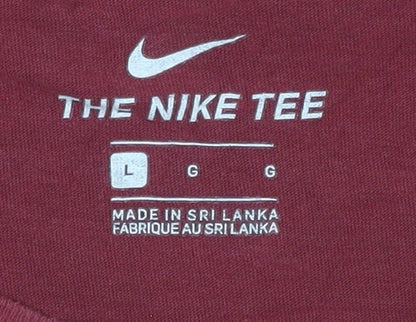 THE NIKE TEE
L G G
MADE IN SRI LANKA
FABRIQUE AU SRI LANKA